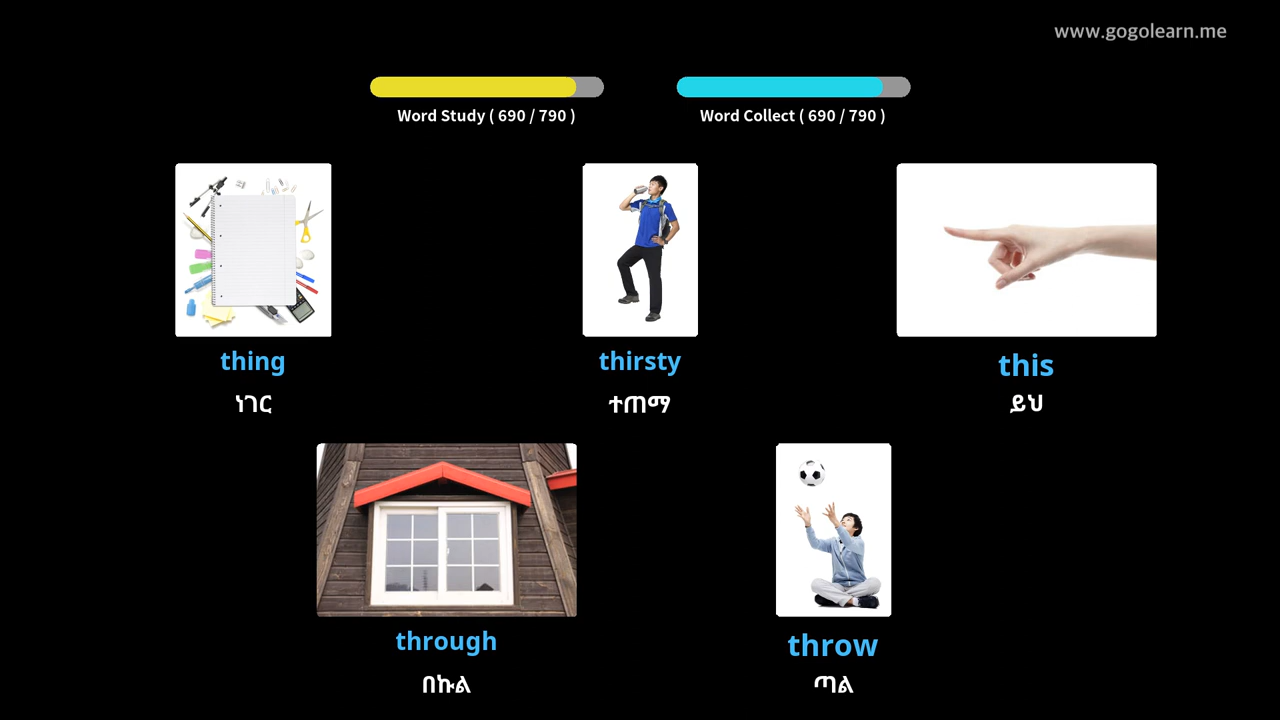 www.gogolearn.me
Word Study ( 690 / 790 )
Word Collect ( 690 / 790 )
thing
ነገር
thirsty
ተጠማ
this
ይህ
through
በኩል
throw
ጣል